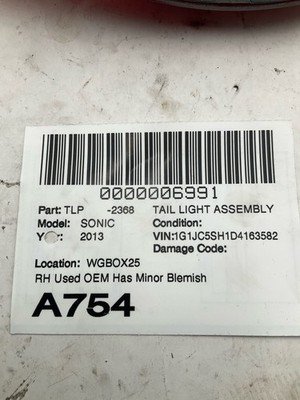 0000006991
Part: TLP -2368 TAIL LIGHT ASSEMBLY
Model: SONIC Condition:
Year: 2013 VIN:1G1JC5SH1D4163582
Damage Code:
Location: WGBOX25
RH Used OEM Has Minor Blemish
A754